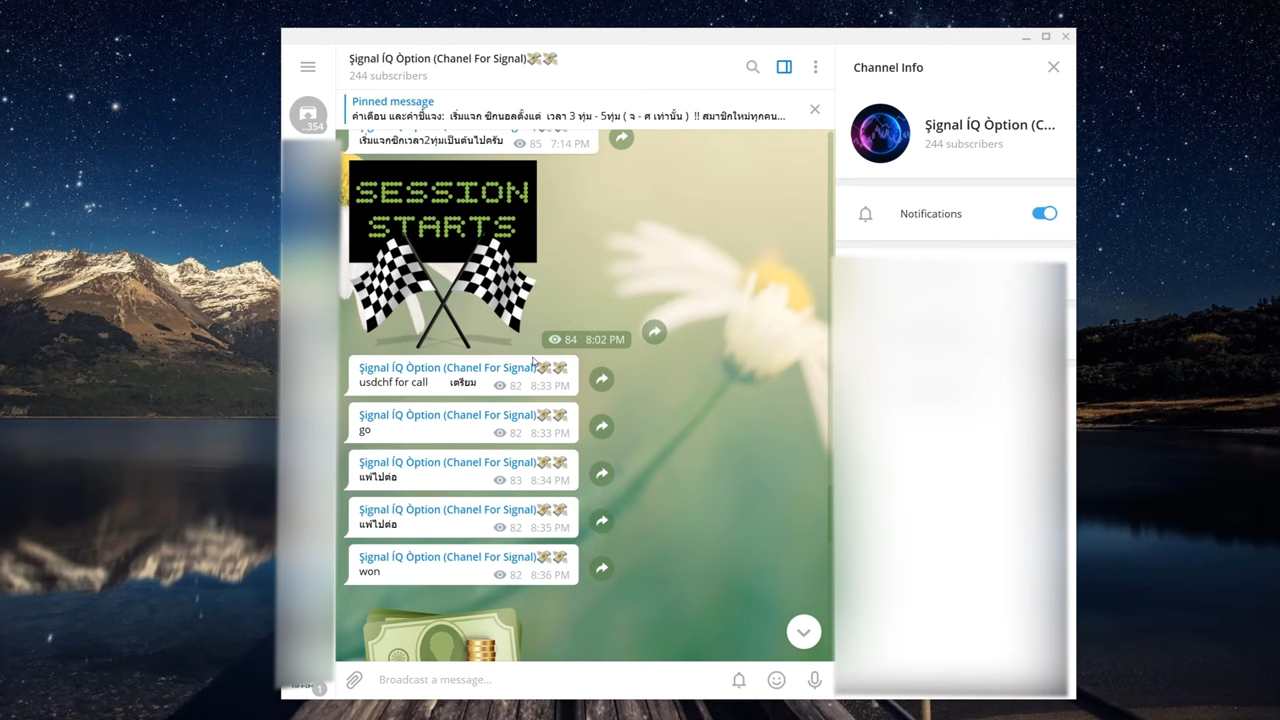 Şignal ÍQ Òption (Chanel For Signal)💸💸
244 subscribers
Pinned message
ค่าเตือน และค่าชี้แจง: เริ่มแจก ซิกนอลตั้งแต่ เวลา 3 ทุ่ม - 5ทุ่ม ( จ - ศ เท่านั้น ) !! สมาชิกใหม่ทุกคน...
..354
เริ่มแจกซิกเวลา2ทุ่มเป็นต้นไปครับ 85 7:14 PM
SESSION
STARTS
84 8:02 PM
Şignal ÍQ Òption (Chanel For Signal)💸💸
usdchf for call เตรียม 82 8:33 PM
Şignal ÍQ Òption (Chanel For Signal)💸💸
go 82 8:33 PM
Şignal ÍQ Òption (Chanel For Signal)💸💸
แพ้ไปต่อ 83 8:34 PM
Şignal ÍQ Òption (Chanel For Signal)💸💸
แพ้ไปต่อ 82 8:35 PM
Şignal ÍQ Òption (Chanel For Signal)💸💸
won 82 8:36 PM
Broadcast a message...
1
Channel Info
Şignal ÍQ Òption (C...
244 subscribers
Notifications